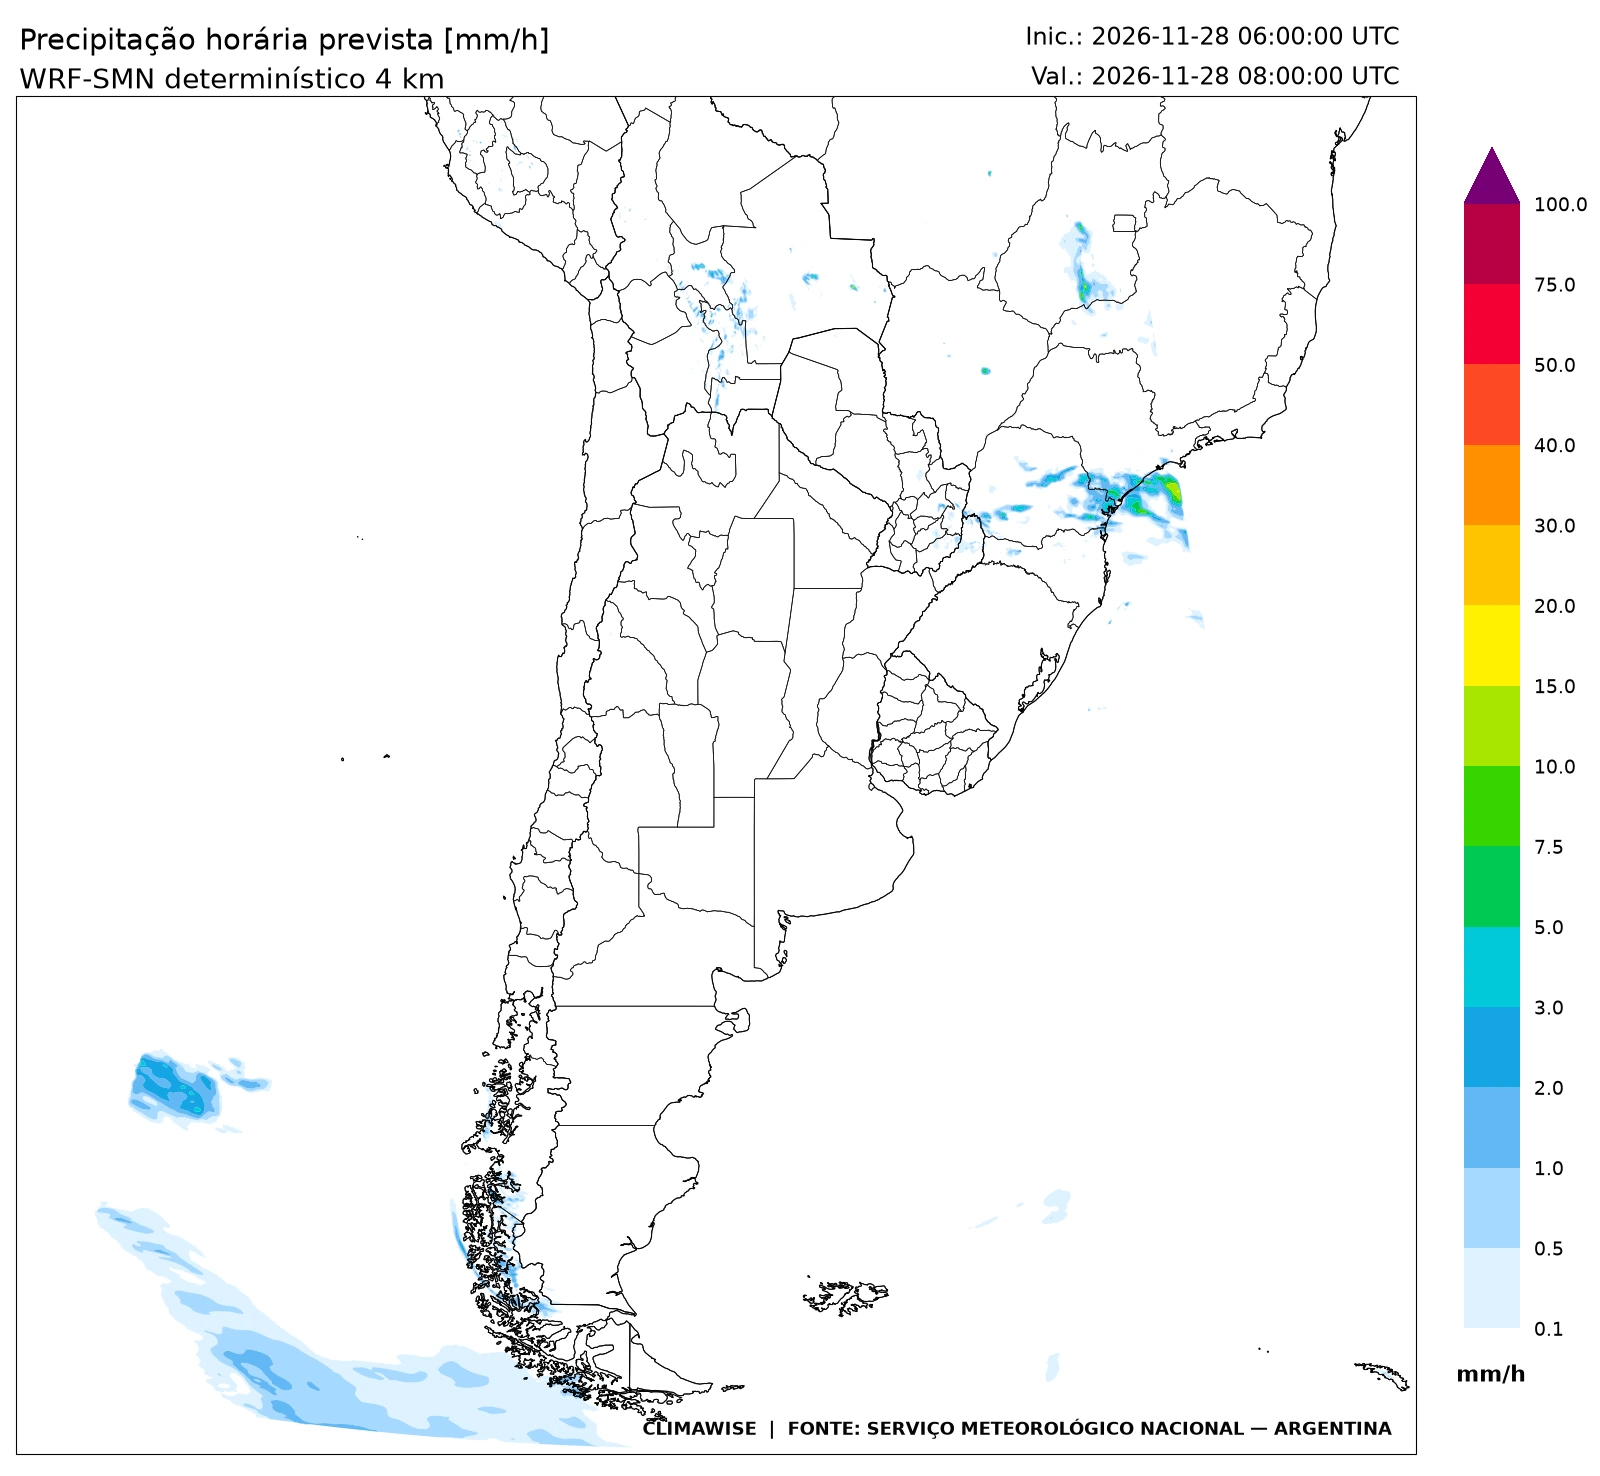 Precipitação horária prevista [mm/h]
Inic.: 2026-11-28 06:00:00 UTC
WRF-SMN determinístico 4 km
Val.: 2026-11-28 08:00:00 UTC
100.0
75.0
50.0
40.0
30.0
20.0
15.0
10.0
7.5
5.0
3.0
2.0
1.0
0.5
0.1
mm/h
CLIMAWISE | FONTE: SERVIÇO METEOROLÓGICO NACIONAL — ARGENTINA